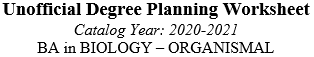 Unofficial Degree Planning Worksheet
Catalog Year: 2020-2021
BA in BIOLOGY – ORGANISMAL